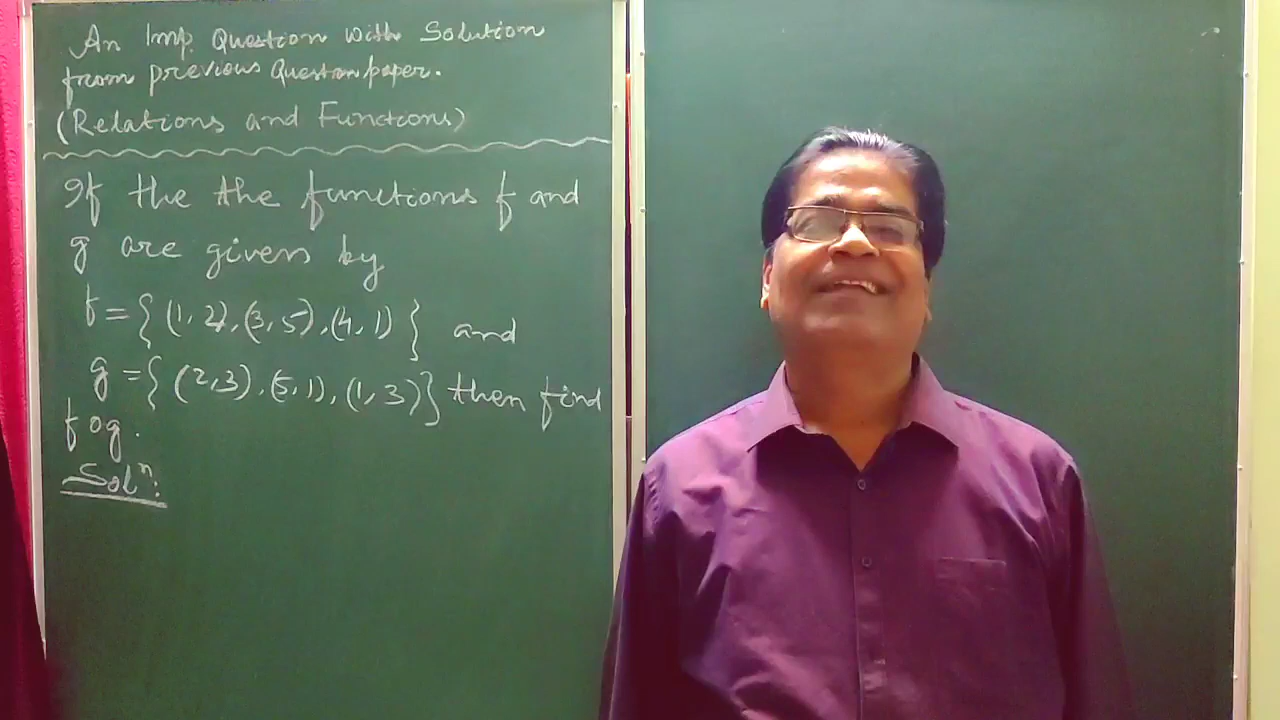 An Imp. Question with Solution
from previous Question paper.
(Relations and Functions)
If the the functions f and
g are given by
f = { (1, 2), (3, 5), (4, 1) } and
g = { (2, 3), (5, 1), (1, 3) } then find
f o g.
Solⁿ: